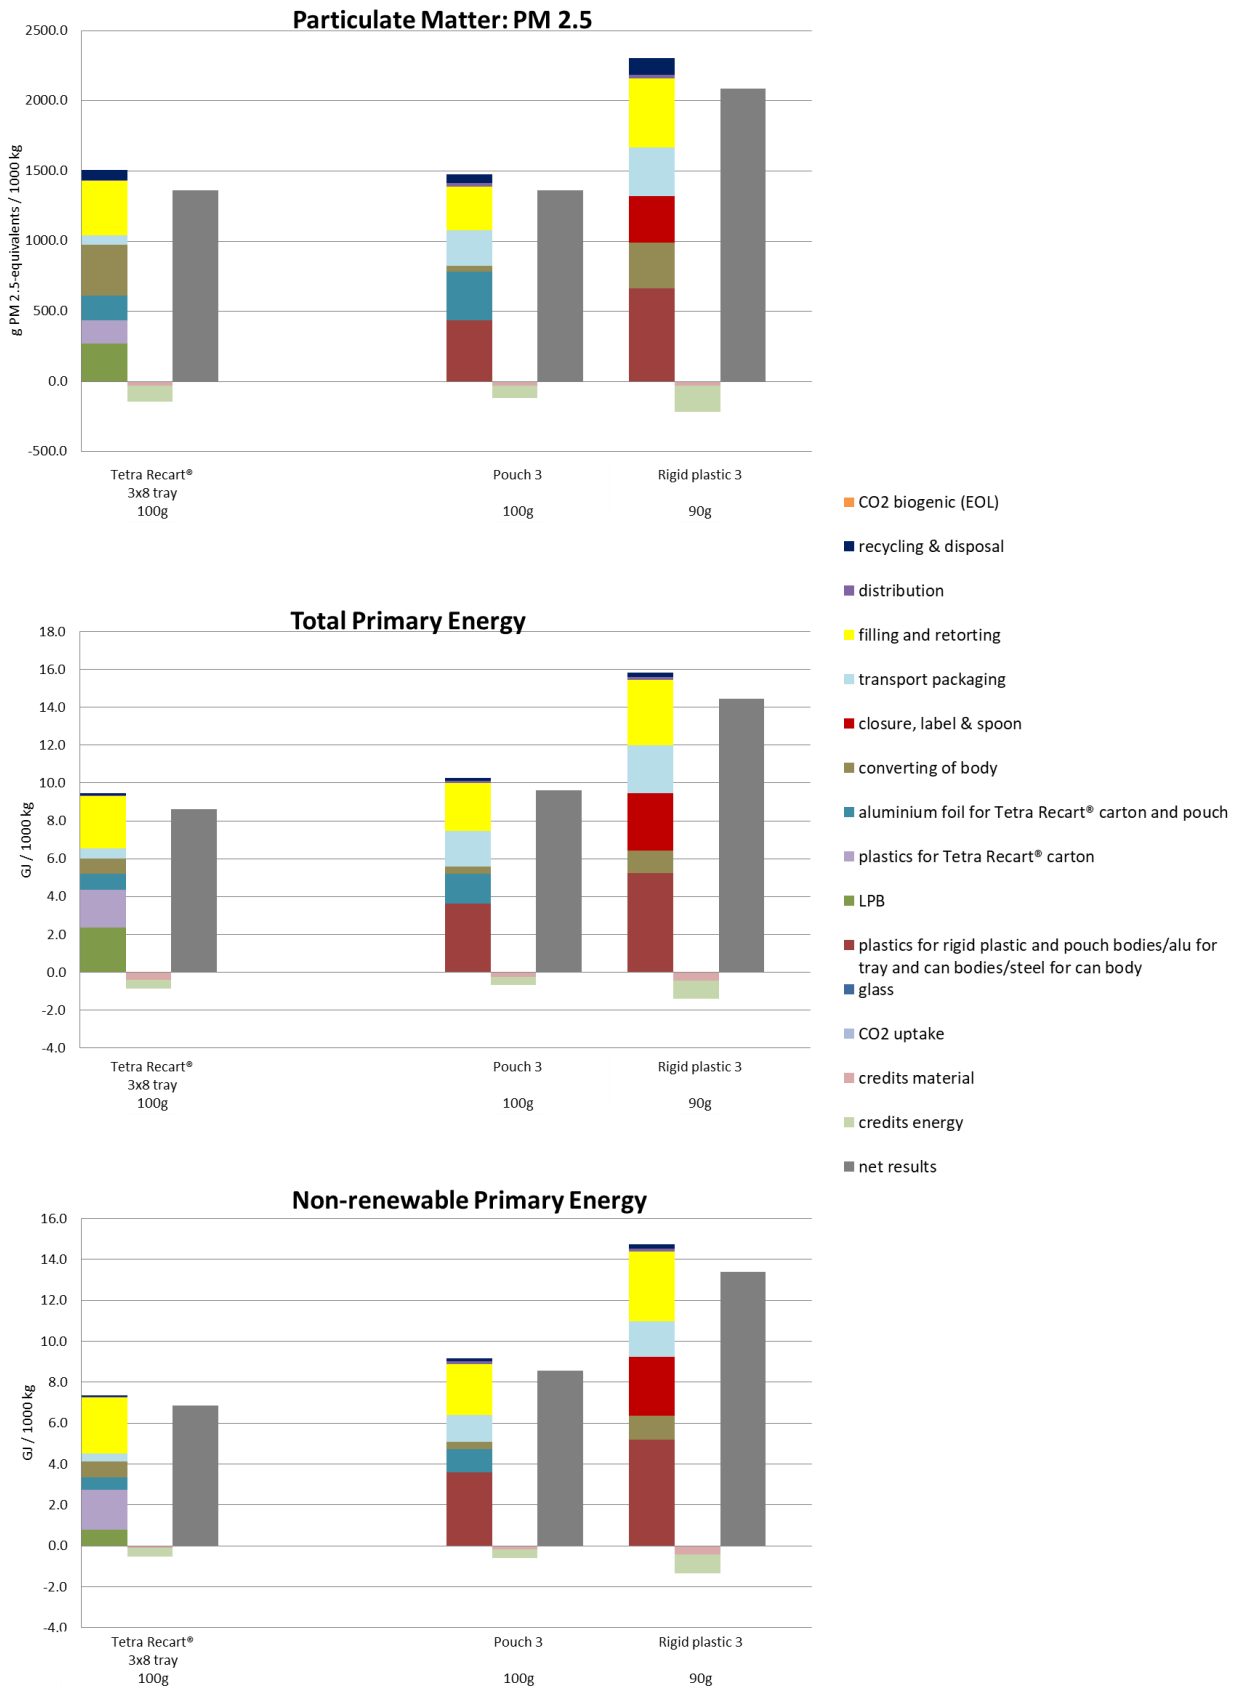 Particulate Matter: PM 2.5
2500.0
2000.0
1500.0
1000.0
500.0
0.0
-500.0
g PM 2.5-equivalents / 1000 kg
Tetra Recart®
3x8 tray
100g
Pouch 3
100g
Rigid plastic 3
90g
Total Primary Energy
18.0
16.0
14.0
12.0
10.0
8.0
6.0
4.0
2.0
0.0
-2.0
-4.0
GJ / 1000 kg
Tetra Recart®
3x8 tray
100g
Pouch 3
100g
Rigid plastic 3
90g
CO2 biogenic (EOL)
recycling & disposal
distribution
filling and retorting
transport packaging
closure, label & spoon
converting of body
aluminium foil for Tetra Recart® carton and pouch
plastics for Tetra Recart® carton
LPB
plastics for rigid plastic and pouch bodies/alu for
tray and can bodies/steel for can body
glass
CO2 uptake
credits material
credits energy
net results
Non-renewable Primary Energy
16.0
14.0
12.0
10.0
8.0
6.0
4.0
2.0
0.0
-2.0
-4.0
GJ / 1000 kg
Tetra Recart®
3x8 tray
100g
Pouch 3
100g
Rigid plastic 3
90g